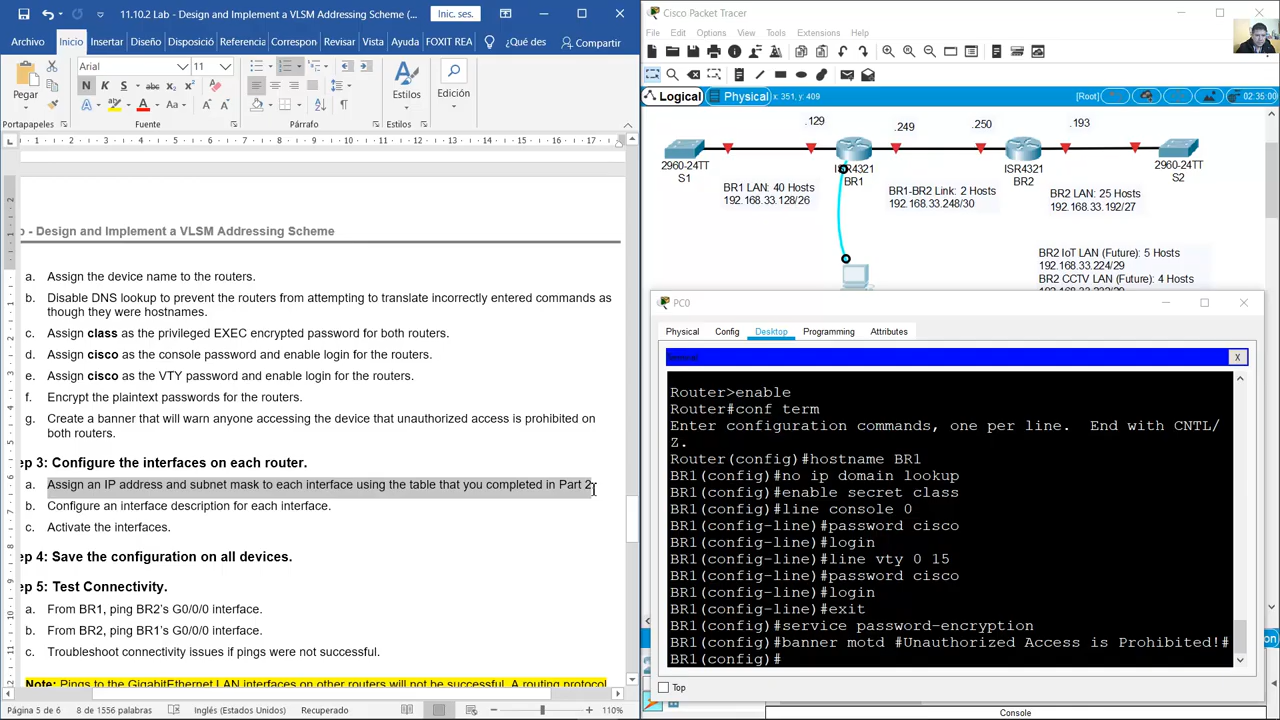 11.10.2 Lab - Design and Implement a VLSM
Inic. ses.
Archivo Inicio Insertar Diseño
Referencias Correspon Revisar Vista Ayuda FOXIT REA ¿Qué des Compartir
Arial 11
Pegar
Estilos
Edición
Portapap
Fuente
Párrafo
Estilos
- Design and Implement a VLSM Addressing Scheme
a. Assign the device name to the routers.
b. Disable DNS lookup to prevent the routers from attempting to translate incorrectly entered commands as
though they were hostnames.
c. Assign class as the privileged EXEC encrypted password for both routers.
d. Assign cisco as the console password and enable login for the routers.
e. Assign cisco as the VTY password and enable login for the routers.
Encrypt the plaintext passwords for the routers.
Create a banner that will warn anyone accessing the device that unauthorized access is prohibited on
both routers.
ep 3: Configure the interfaces on each router.
a. Assign an IP address and subnet mask to each interface using the table that you completed in Part 2.
b. Configure an interface description for each interface.
c. Activate the interfaces.
ep 4: Save the configuration on all devices.
ep 5: Test Connectivity.
a. From BR1, ping BR2's G0/0/0 interface.
b. From BR2, ping BR1's G0/0/0 interface.
c. Troubleshoot connectivity issues if pings were not successful.
Note: Pings to the GigabitEthernet LAN interfaces on other routers will not be successful. A routing protocol
Página 5 de 6 8 de 1556 palabras Inglés (Estados Unidos) Recuperado 110%
Cisco Packet Tracer
File Edit Options View Tools Extensions Help
Logical Physical x: 351, y: 409 [Root] 02:35:00
.129 .249 .250 .193
2960-24TT
S1
ISR4321
BR1
ISR4321
BR2
2960-24TT
S2
BR1 LAN: 40 Hosts
192.168.33.128/26
BR1-BR2 Link: 2 Hosts
192.168.33.248/30
BR2 LAN: 25 Hosts
192.168.33.192/27
BR2 IoT LAN (Future): 5 Hosts
192.168.33.224/29
BR2 CCTV LAN (Future): 4 Hosts
PC0
Physical Config Desktop Programming Attributes
Terminal X
Router>enable
Router#conf term
Enter configuration commands, one per line. End with CNTL/
Z.
Router(config)#hostname BR1
BR1(config)#no ip domain lookup
BR1(config)#enable secret class
BR1(config)#line console 0
BR1(config-line)#password cisco
BR1(config-line)#login
BR1(config-line)#line vty 0 15
BR1(config-line)#password cisco
BR1(config-line)#login
BR1(config-line)#exit
BR1(config)#service password-encryption
BR1(config)#banner motd #Unauthorized Access is Prohibited!#
BR1(config)#
Top
Console